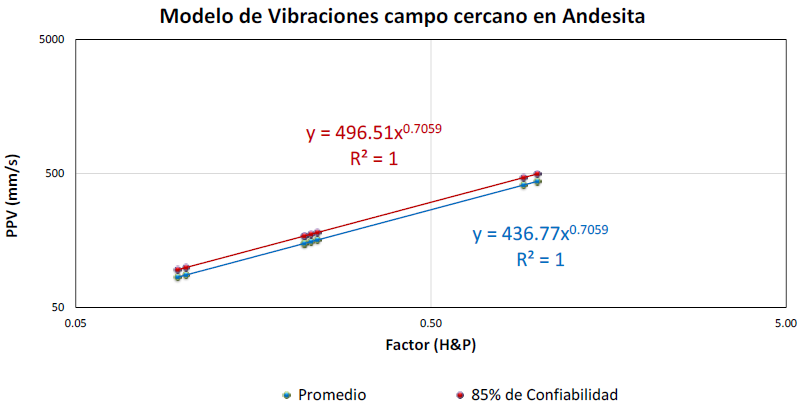 Modelo de Vibraciones campo cercano en Andesita
5000
500
50
PPV (mm/s)
y = 496.51x^0.7059
R² = 1
y = 436.77x^0.7059
R² = 1
0.05
0.50
5.00
Factor (H&P)
Promedio
85% de Confiabilidad